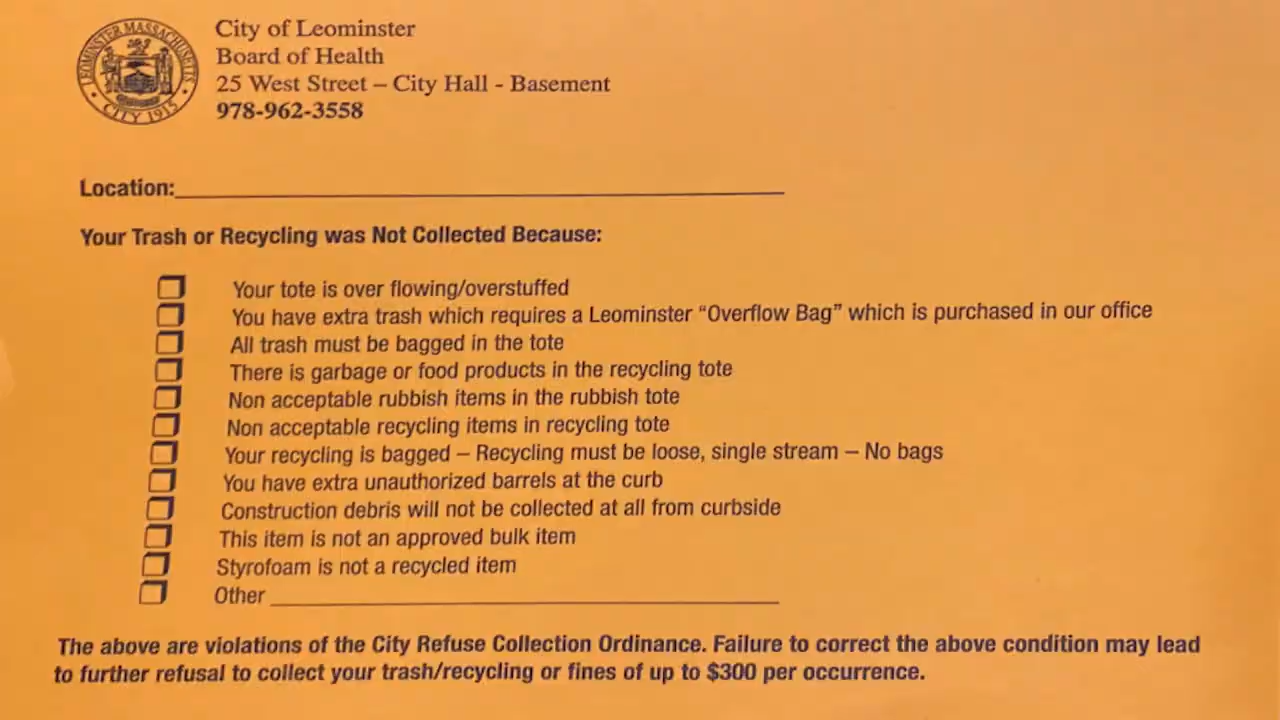 LEOMINSTER MASSACHUSETTS
CITY 1915
City of Leominster
Board of Health
25 West Street – City Hall - Basement
978-962-3558
Location:
Your Trash or Recycling was Not Collected Because:
Your tote is over flowing/overstuffed
You have extra trash which requires a Leominster “Overflow Bag” which is purchased in our office
All trash must be bagged in the tote
There is garbage or food products in the recycling tote
Non acceptable rubbish items in the rubbish tote
Non acceptable recycling items in recycling tote
Your recycling is bagged – Recycling must be loose, single stream – No bags
You have extra unauthorized barrels at the curb
Construction debris will not be collected at all from curbside
This item is not an approved bulk item
Styrofoam is not a recycled item
Other
The above are violations of the City Refuse Collection Ordinance. Failure to correct the above condition may lead
to further refusal to collect your trash/recycling or fines of up to $300 per occurrence.